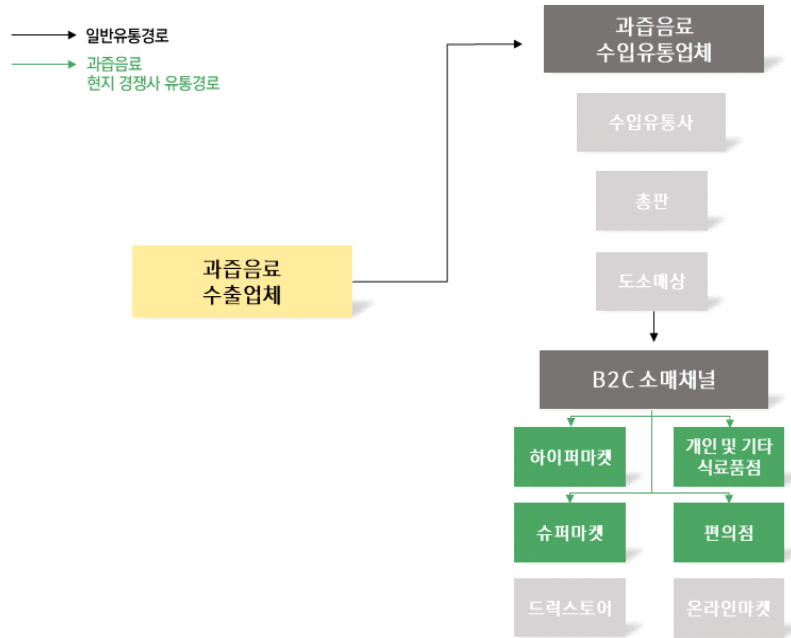 일반유통경로
과즙음료
현지 경쟁사 유통경로
과즙음료
수입유통업체
수입유통사
총판
과즙음료
수출업체
도소매상
B2C 소매채널
하이퍼마켓
개인 및 기타
식료품점
슈퍼마켓
편의점
드럭스토어
온라인마켓